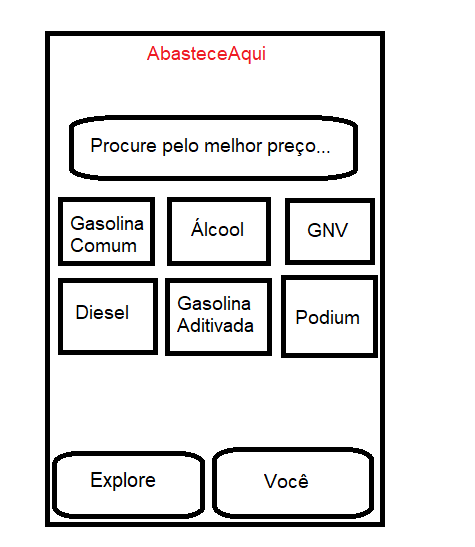 AbasteceAqui
Procure pelo melhor preço...
Gasolina
Comum
Álcool
GNV
Diesel
Gasolina
Aditivada
Podium
Explore
Você